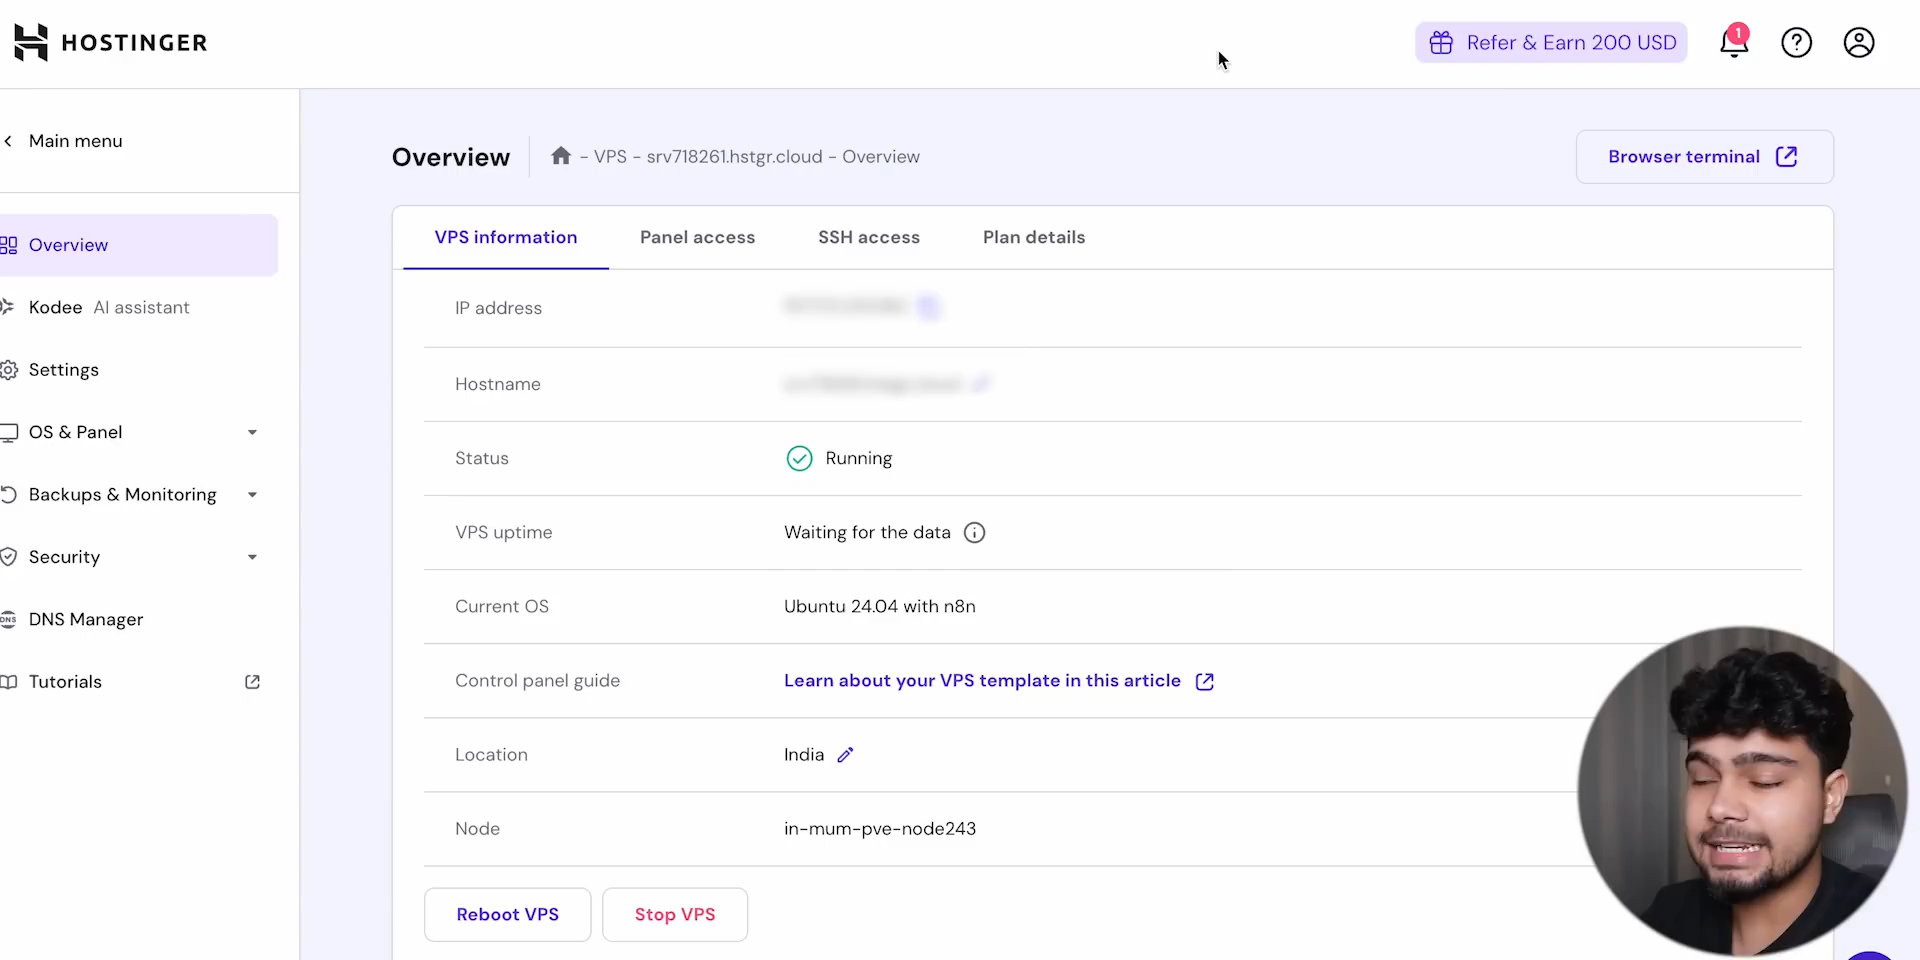 HOSTINGER
Refer & Earn 200 USD
1
Main menu
Overview
Kodee AI assistant
Settings
OS & Panel
Backups & Monitoring
Security
DNS
DNS Manager
Tutorials
Overview
- VPS - srv718261.hstgr.cloud - Overview
Browser terminal
VPS information
Panel access
SSH access
Plan details
IP address
Hostname
Status
Running
VPS uptime
Waiting for the data
Current OS
Ubuntu 24.04 with n8n
Control panel guide
Learn about your VPS template in this article
Location
India
Node
in-mum-pve-node243
Reboot VPS
Stop VPS